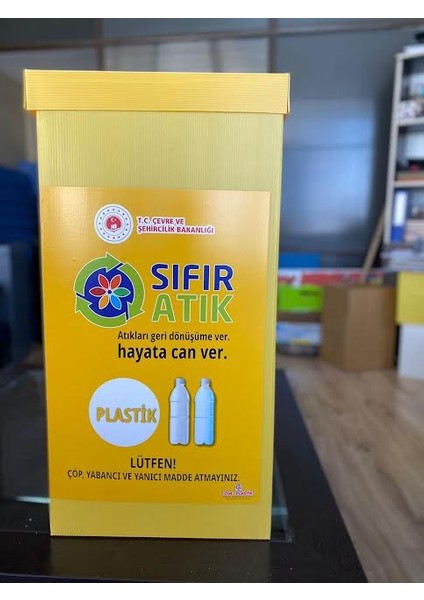 T.C. ÇEVRE VE
ŞEHİRCİLİK BAKANLIĞI
SIFIR
ATIK
Atıkları geri dönüşüme ver.
hayata can ver.
PLASTİK
LÜTFEN!
ÇÖP, YABANCI VE YANICI MADDE ATMAYINIZ.